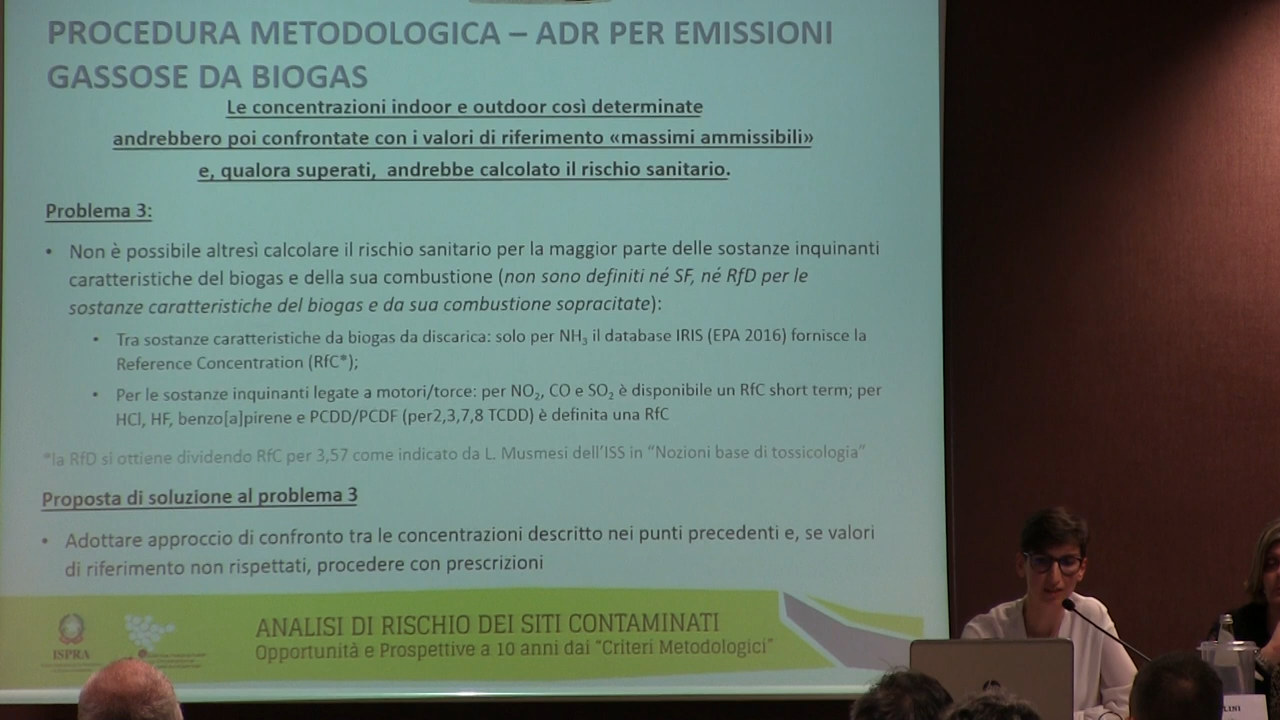 PROCEDURA METODOLOGICA – ADR PER EMISSIONI
GASSOSE DA BIOGAS
Le concentrazioni indoor e outdoor così determinate
andrebbero poi confrontate con i valori di riferimento «massimi ammissibili»
e, qualora superati, andrebbe calcolato il rischio sanitario.
Problema 3:
• Non è possibile altresì calcolare il rischio sanitario per la maggior parte delle sostanze inquinanti
caratteristiche del biogas e della sua combustione (non sono definiti né SF, né RfD per le
sostanze caratteristiche del biogas e da sua combustione sopracitate):
• Tra sostanze caratteristiche da biogas da discarica: solo per NH₃ il database IRIS (EPA 2016) fornisce la
Reference Concentration (RfC*);
• Per le sostanze inquinanti legate a motori/torce: per NO₂, CO e SO₂ è disponibile un RfC short term; per
HCl, HF, benzo[a]pirene e PCDD/PCDF (per2,3,7,8 TCDD) è definita una RfC
*la RfD si ottiene dividendo RfC per 3,57 come indicato da L. Musmesi dell'ISS in "Nozioni base di tossicologia"
Proposta di soluzione al problema 3
• Adottare approccio di confronto tra le concentrazioni descritto nei punti precedenti e, se valori
di riferimento non rispettati, procedere con prescrizioni
ISPRA
ANALISI DI RISCHIO DEI SITI CONTAMINATI
Opportunità e Prospettive a 10 anni dai "Criteri Metodologici"